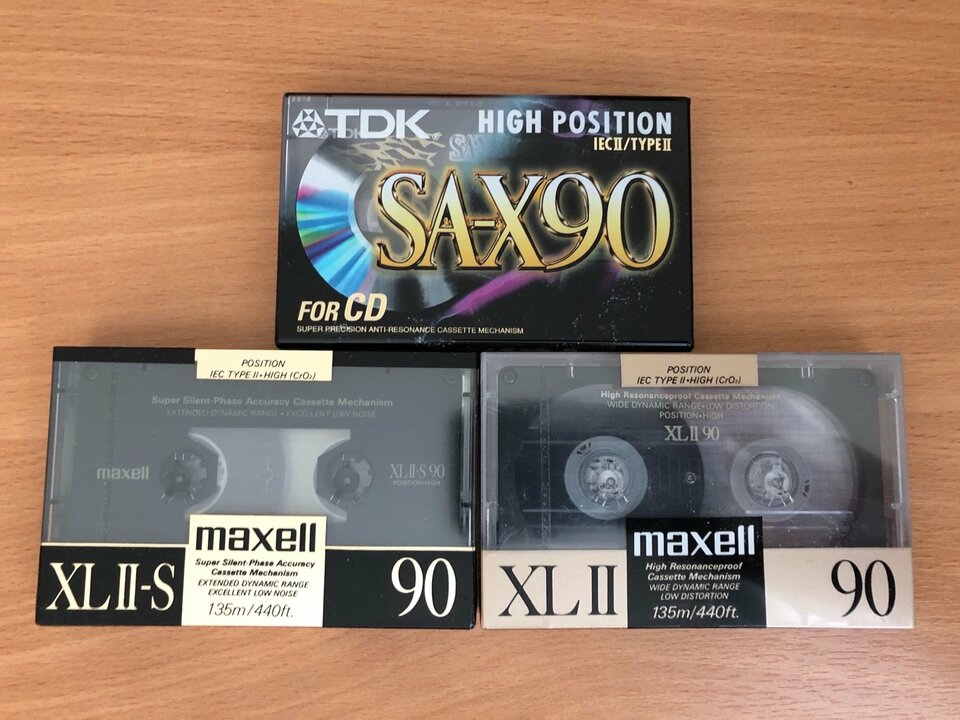 TDK
HIGH POSITION
IEC II/TYPE II
SA-X90
FOR CD
SUPER PRECISION ANTI-RESONANCE CASSETTE MECHANISM
POSITION
IEC TYPE II•HIGH (CrO₂)
Super Silent-Phase Accuracy Cassette Mechanism
EXTENDED DYNAMIC RANGE • EXCELLENT LOW NOISE
maxell
XLII-S 90
POSITION•HIGH
maxell
Super Silent-Phase Accuracy
Cassette Mechanism
EXTENDED DYNAMIC RANGE
EXCELLENT LOW NOISE
135m/440ft.
XL II-S
90
POSITION
IEC TYPE II•HIGH (CrO₂)
High Resonanceproof Cassette Mechanism
WIDE DYNAMIC RANGE•LOW DISTORTION
POSITION•HIGH
XLII 90
maxell
High Resonanceproof
Cassette Mechanism
WIDE DYNAMIC RANGE
LOW DISTORTION
135m/440ft.
XL II
90